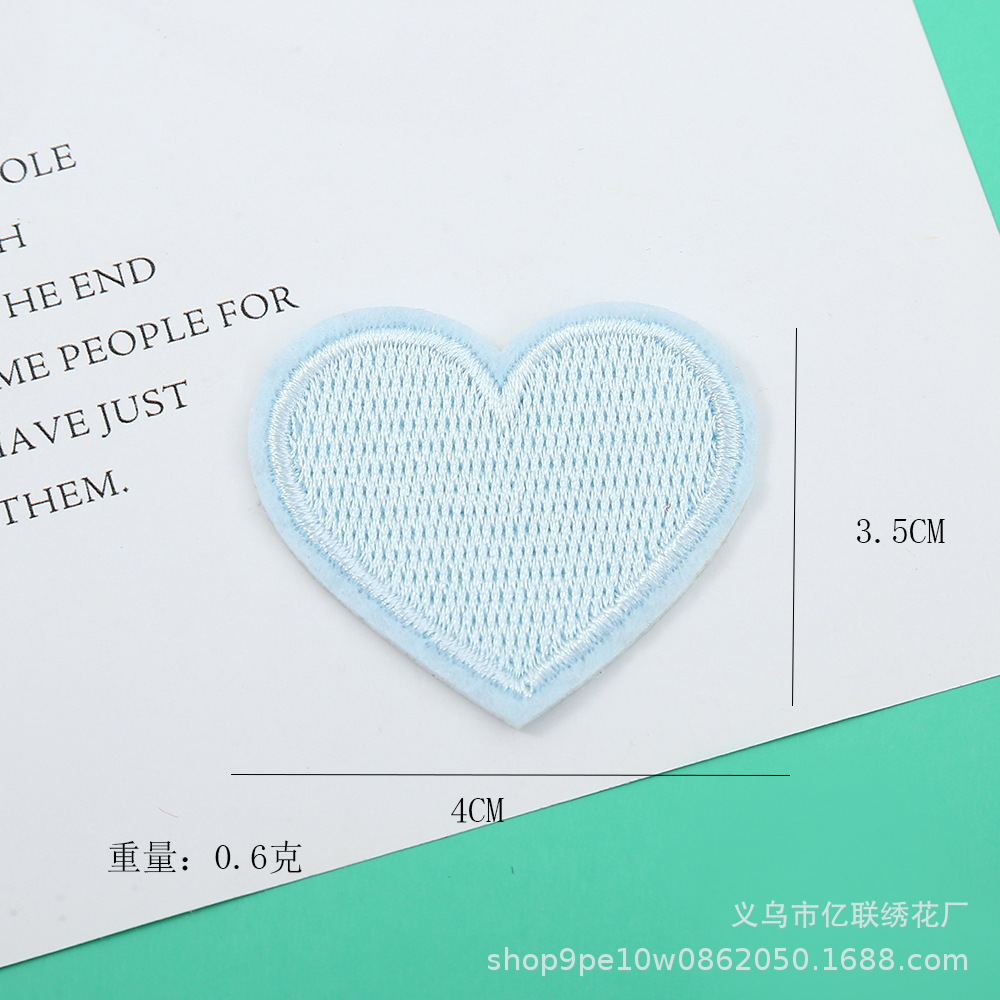 OLE
H
HE END
ME PEOPLE FOR
HAVE JUST
THEM.
3.5CM
4CM
重量：0.6克
义乌市亿联绣花厂
shop9pe10w0862050.1688.com